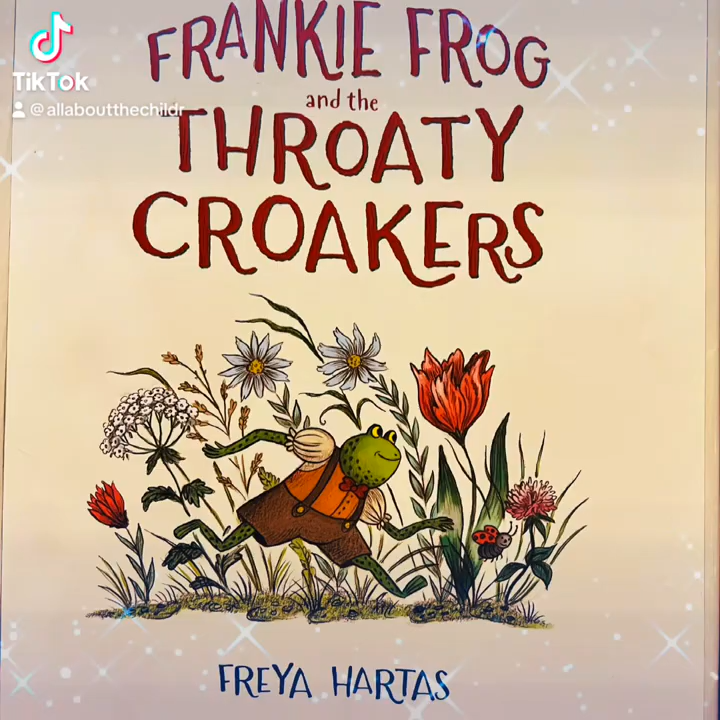 FRANKIE FROG
and the
THROATY
CROAKERS
TikTok
@allaboutthechildr
FREYA HARTAS